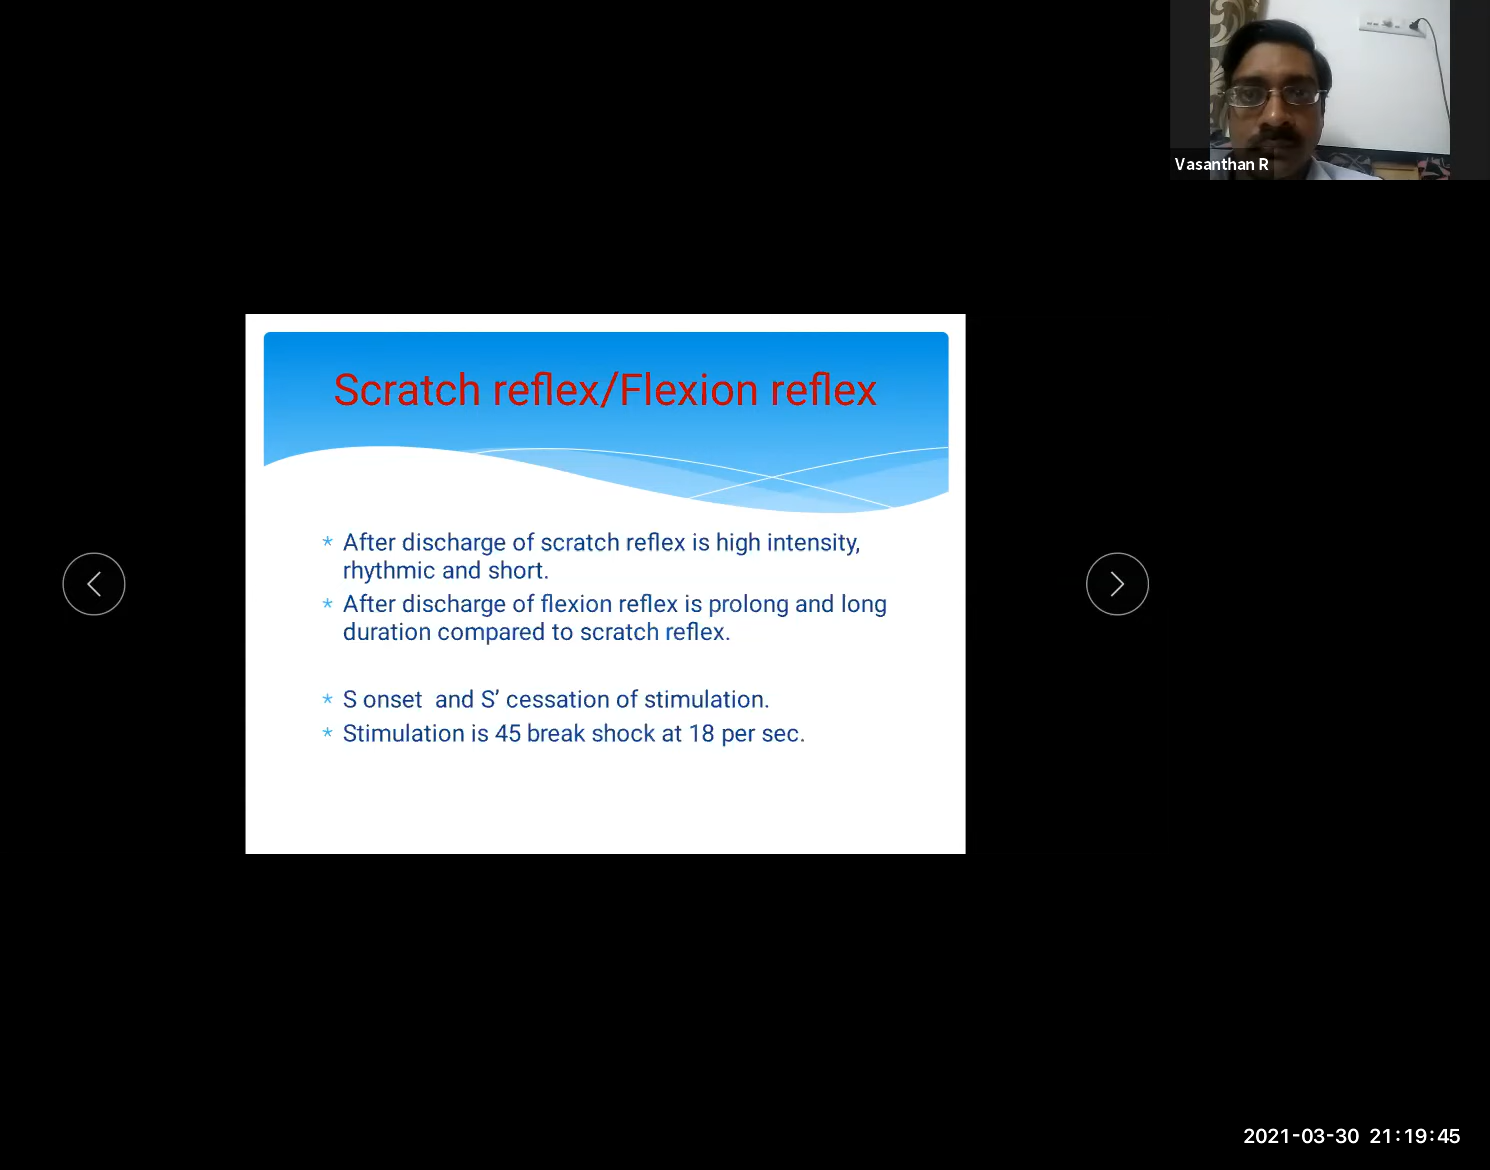 Vasanthan R
Scratch reflex/Flexion reflex
* After discharge of scratch reflex is high intensity,
rhythmic and short.
* After discharge of flexion reflex is prolong and long
duration compared to scratch reflex.
* S onset  and S’ cessation of stimulation.
* Stimulation is 45 break shock at 18 per sec.
2021-03-30 21:19:45